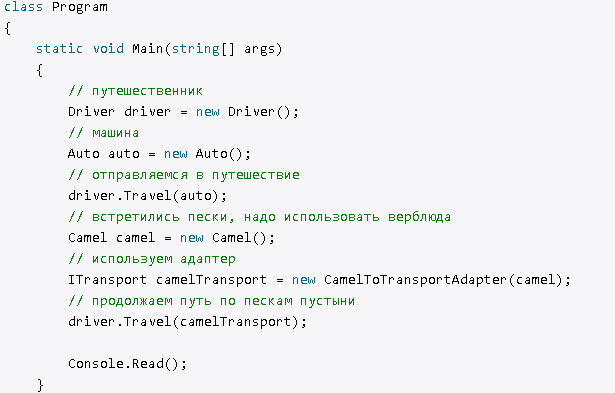 class Program
{
    static void Main(string[] args)
    {
        // путешественник
        Driver driver = new Driver();
        // машина
        Auto auto = new Auto();
        // отправляемся в путешествие
        driver.Travel(auto);
        // встретились пески, надо использовать верблюда
        Camel camel = new Camel();
        // используем адаптер
        ITransport camelTransport = new CamelToTransportAdapter(camel);
        // продолжаем путь по пескам пустыни
        driver.Travel(camelTransport);

        Console.Read();
    }